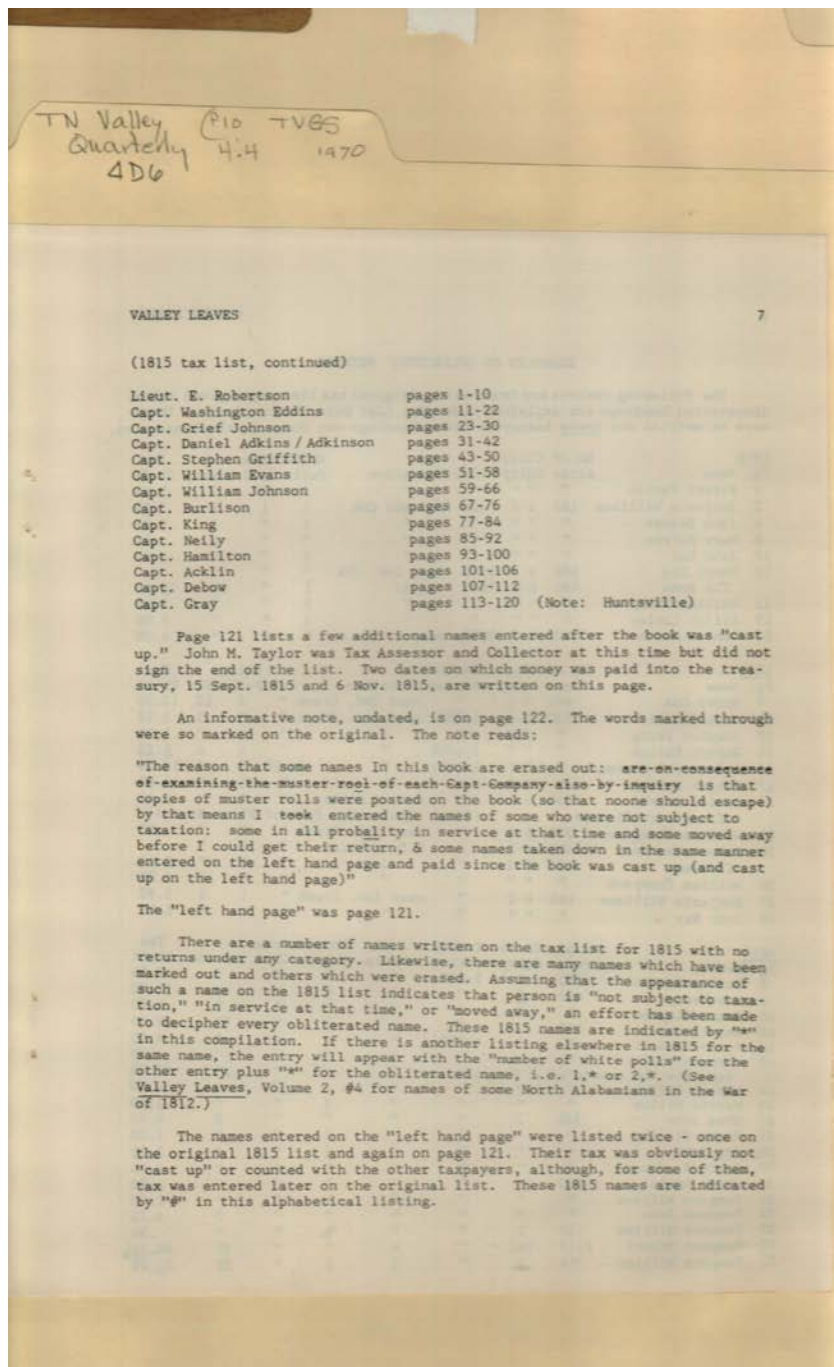 TN Valley P10 TVGS
Quarterly 4:4 1970
4D6
VALLEY LEAVES 7
(1815 tax list, continued)
Lieut. E. Robertson pages 1-10
Capt. Washington Eddins pages 11-22
Capt. Grief Johnson pages 23-30
Capt. Daniel Adkins / Adkinson pages 31-42
Capt. Stephen Griffith pages 43-50
Capt. William Evans pages 51-58
Capt. William Johnson pages 59-66
Capt. Burlison pages 67-76
Capt. King pages 77-84
Capt. Neily pages 85-92
Capt. Hamilton pages 93-100
Capt. Acklin pages 101-106
Capt. Debow pages 107-112
Capt. Gray pages 113-120 (Note: Huntsville)
Page 121 lists a few additional names entered after the book was "cast
up." John M. Taylor was Tax Assessor and Collector at this time but did not
sign the end of the list. Two dates on which money was paid into the trea-
sury, 15 Sept. 1815 and 6 Nov. 1815, are written on this page.
An informative note, undated, is on page 122. The words marked through
were so marked on the original. The note reads:
"The reason that some names In this book are erased out: are-on-consequence
of-examining-the-muster-rool-of-each-Capt-Company-also-by-inquiry is that
copies of muster rolls were posted on the book (so that noone should escape)
by that means I took entered the names of some who were not subject to
taxation: some in all probality in service at that time and some moved away
before I could get their return, & some names taken down in the same manner
entered on the left hand page and paid since the book was cast up (and cast
up on the left hand page)"
The "left hand page" was page 121.
There are a number of names written on the tax list for 1815 with no
returns under any category. Likewise, there are many names which have been
marked out and others which were erased. Assuming that the appearance of
such a name on the 1815 list indicates that person is "not subject to taxa-
tion," "in service at that time," or "moved away," an effort has been made
to decipher every obliterated name. These 1815 names are indicated by "*"
in this compilation. If there is another listing elsewhere in 1815 for the
same name, the entry will appear with the "number of white polls" for the
other entry plus "*" for the obliterated name, i.e. 1,* or 2,*. (See
Valley Leaves, Volume 2, #4 for names of some North Alabamians in the War
of 1812.)
The names entered on the "left hand page" were listed twice - once on
the original 1815 list and again on page 121. Their tax was obviously not
"cast up" or counted with the other taxpayers, although, for some of them,
tax was entered later on the original list. These 1815 names are indicated
by "#" in this alphabetical listing.